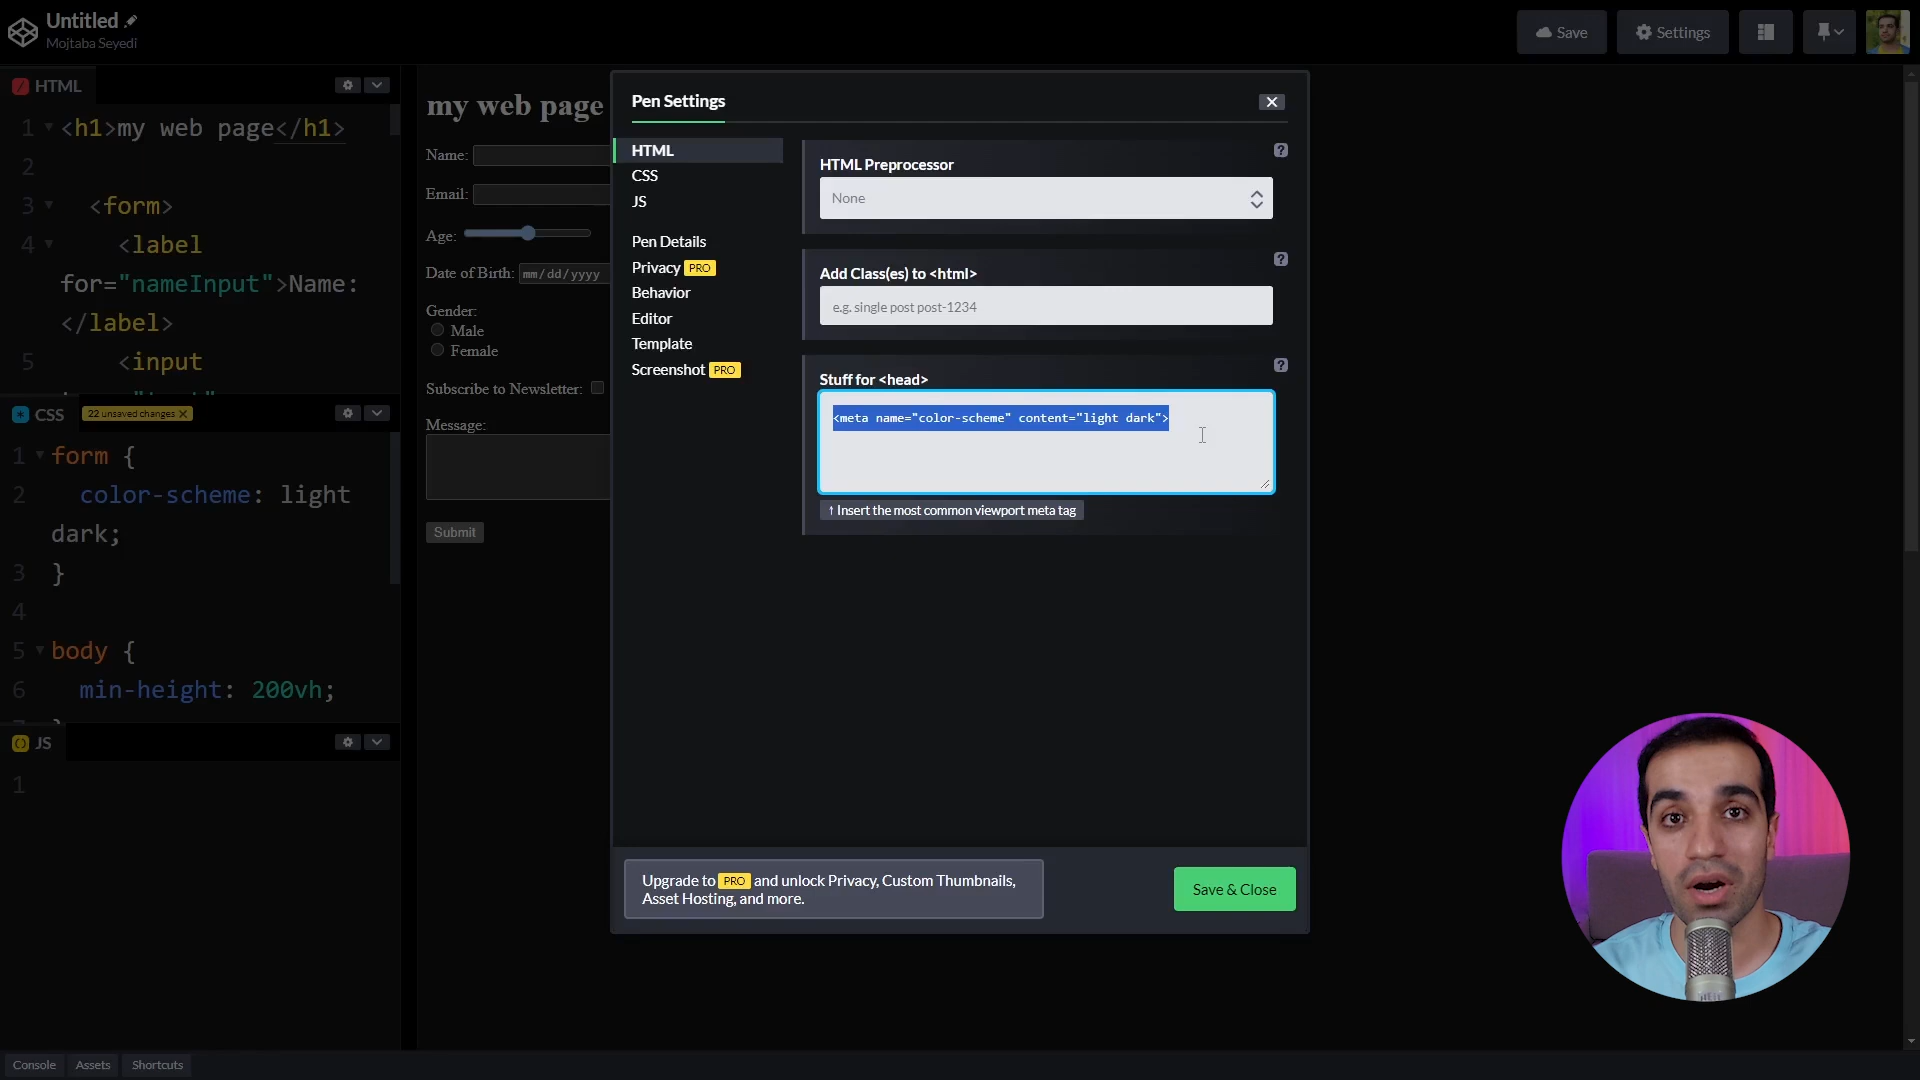 Untitled
Mojtaba Seyedi
Save
Settings
HTML
1 <h1>my web page</h1>
2
3 <form>
4 <label
for="nameInput">Name:
</label>
5 <input
CSS
22 unsaved changes
1 form {
2 color-scheme: light
dark;
3 }
4
5 body {
6 min-height: 200vh;
JS
1
my web page
Name:
Email:
Age:
Date of Birth: mm/dd/yyyy
Gender:
Male
Female
Subscribe to Newsletter:
Message:
Submit
Pen Settings
HTML
CSS
JS
Pen Details
Privacy PRO
Behavior
Editor
Template
Screenshot PRO
HTML Preprocessor
None
Add Class(es) to <html>
e.g. single post post-1234
Stuff for <head>
<meta name="color-scheme" content="light dark">
↑ Insert the most common viewport meta tag
Upgrade to PRO and unlock Privacy, Custom Thumbnails,
Asset Hosting, and more.
Save & Close
Console
Assets
Shortcuts